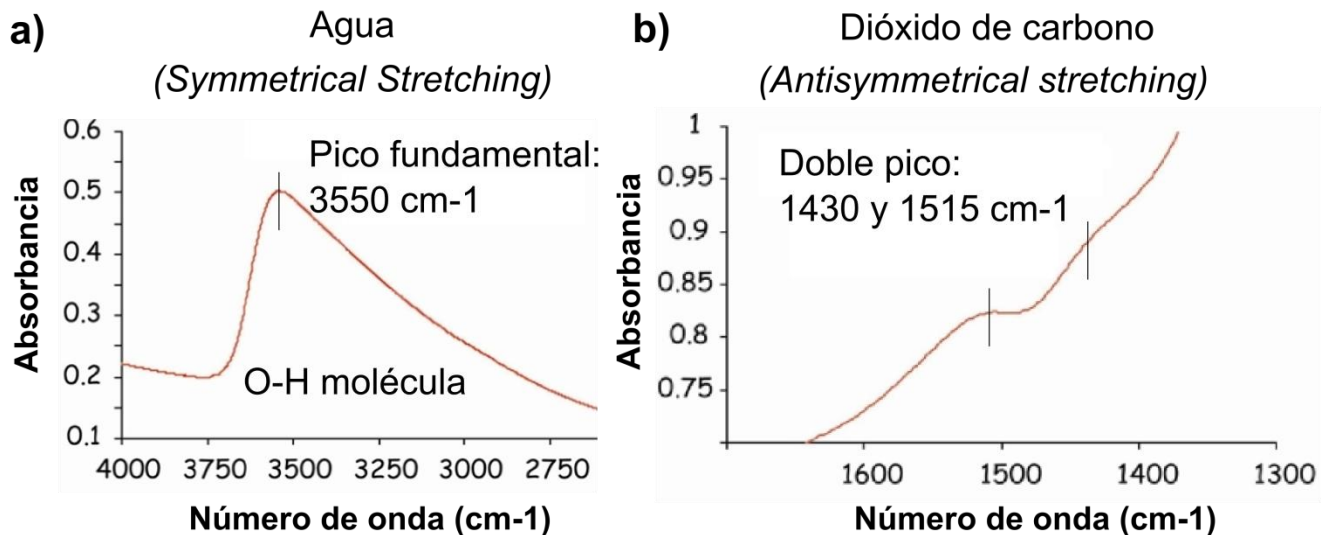 a)
Agua
(Symmetrical Stretching)
Absorbancia
0.6
0.5
0.4
0.3
0.2
0.1
Pico fundamental:
3550 cm-1
O-H molécula
4000 3750 3500 3250 3000 2750
Número de onda (cm-1)
b)
Dióxido de carbono
(Antisymmetrical stretching)
Absorbancia
1
0.95
0.9
0.85
0.8
0.75
Doble pico:
1430 y 1515 cm-1
1600 1500 1400 1300
Número de onda (cm-1)